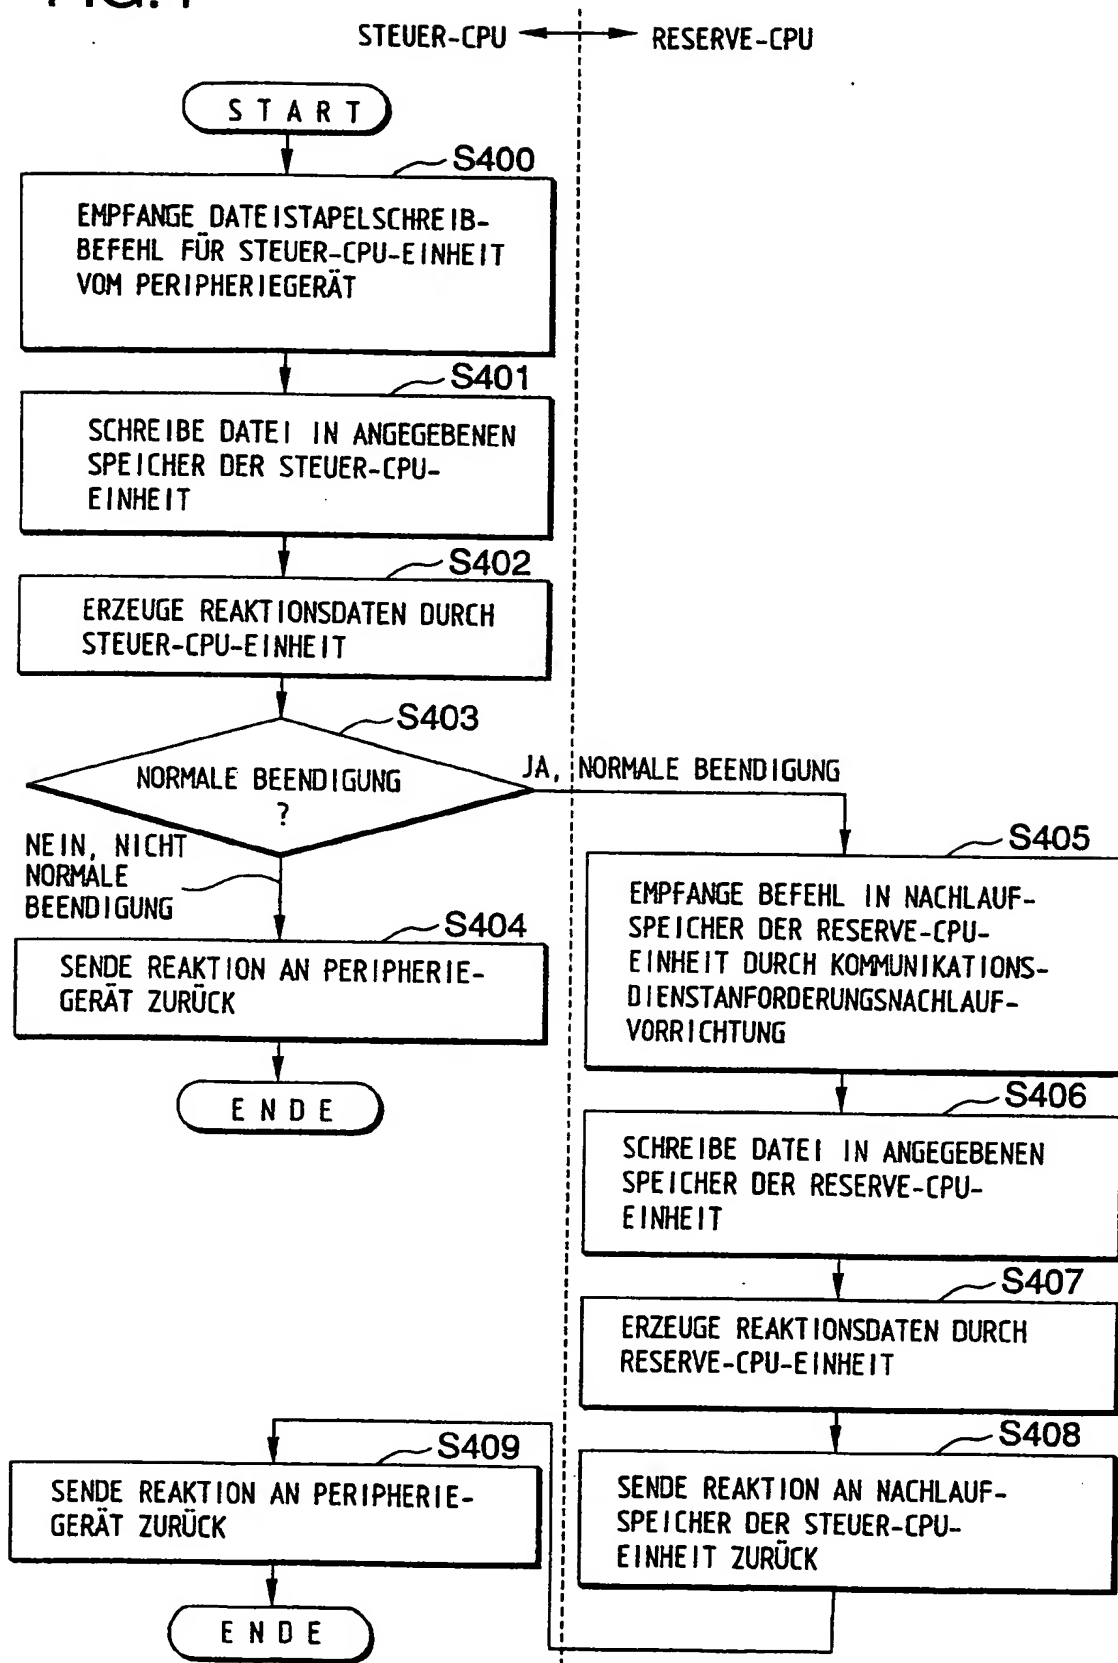 STEUER-CPU
RESERVE-CPU
START
S400
EMPFANGE DATEISTAPELSCHREIB-
BEFEHL FÜR STEUER-CPU-EINHEIT
VOM PERIPHERIEGERÄT
S401
SCHREIBE DATEI IN ANGEGEBENEN
SPEICHER DER STEUER-CPU-
EINHEIT
S402
ERZEUGE REAKTIONSDATEN DURCH
STEUER-CPU-EINHEIT
S403
NORMALE BEENDIGUNG
?
JA, NORMALE BEENDIGUNG
NEIN, NICHT
NORMALE
BEENDIGUNG
S404
SENDE REAKTION AN PERIPHERIE-
GERÄT ZURÜCK
ENDE
S405
EMPFANGE BEFEHL IN NACHLAUF-
SPEICHER DER RESERVE-CPU-
EINHEIT DURCH KOMMUNIKATIONS-
DIENSTANFORDERUNGSNACHLAUF-
VORRICHTUNG
S406
SCHREIBE DATEI IN ANGEGEBENEN
SPEICHER DER RESERVE-CPU-
EINHEIT
S407
ERZEUGE REAKTIONSDATEN DURCH
RESERVE-CPU-EINHEIT
S408
SENDE REAKTION AN NACHLAUF-
SPEICHER DER STEUER-CPU-
EINHEIT ZURÜCK
S409
SENDE REAKTION AN PERIPHERIE-
GERÄT ZURÜCK
ENDE